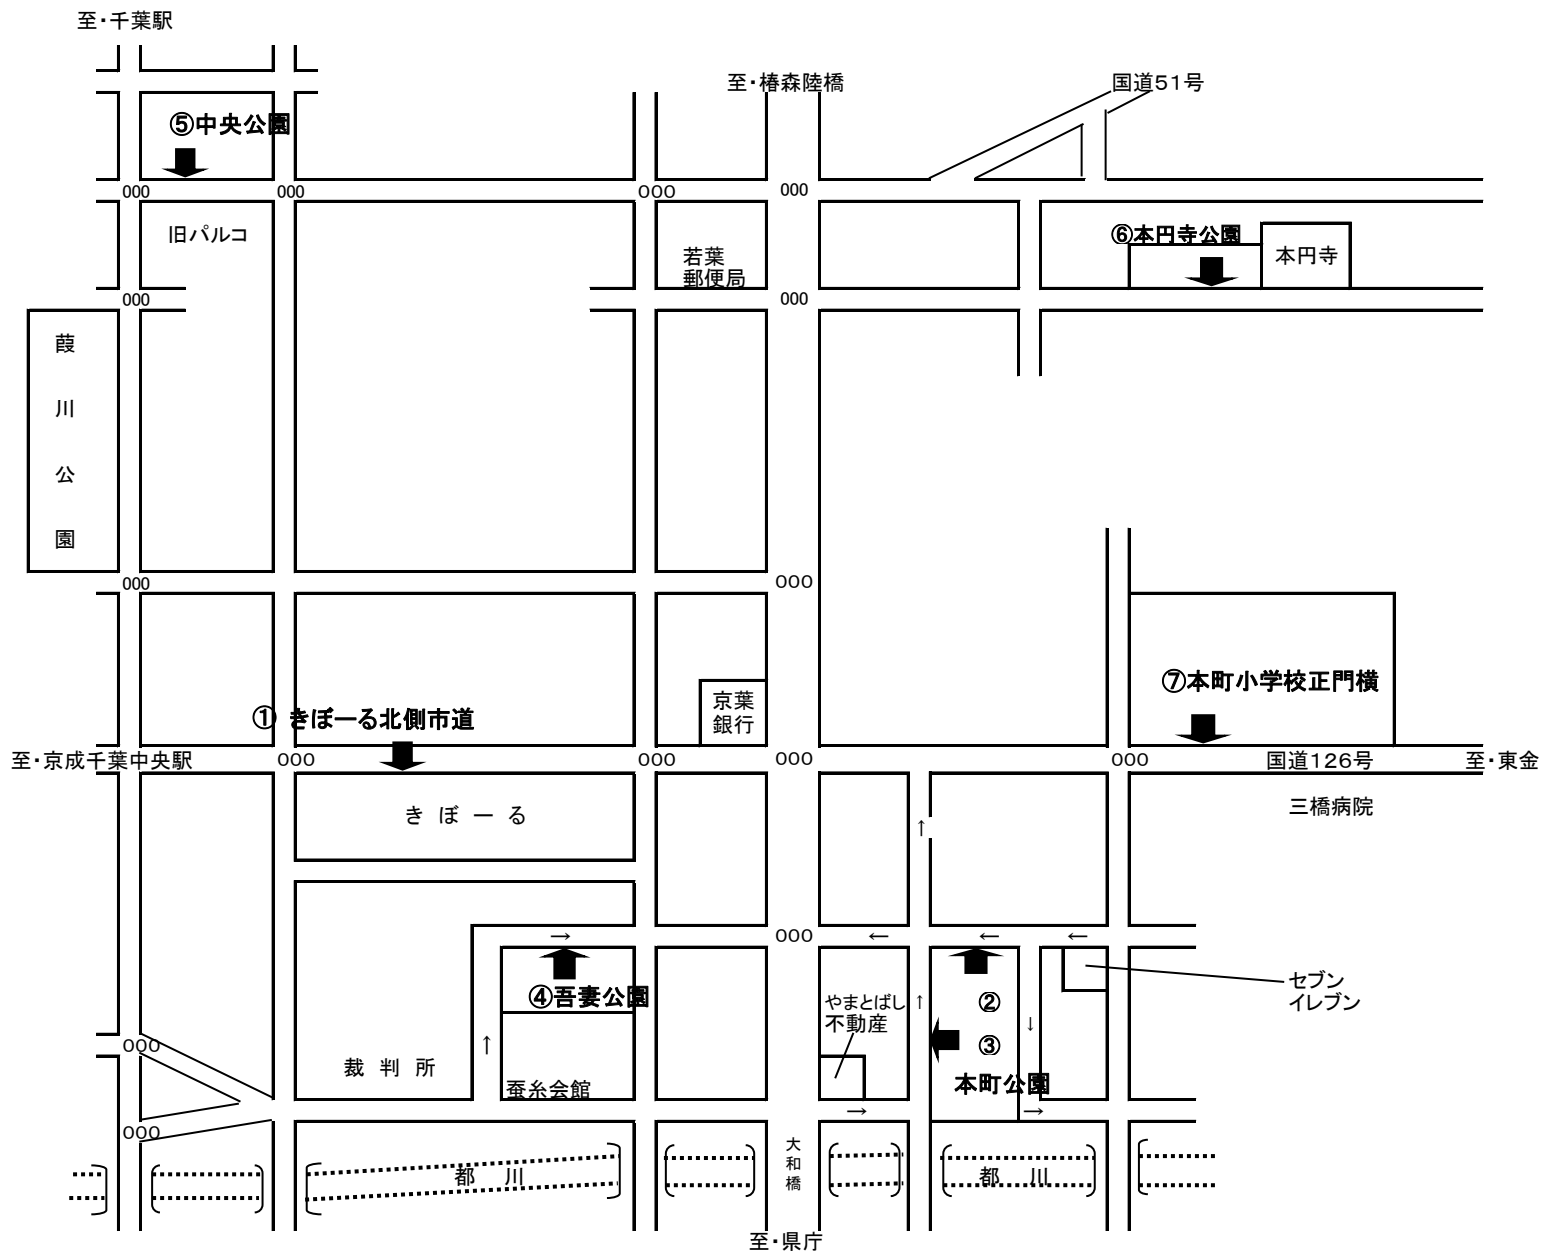 至・千葉駅
至・椿森陸橋
国道51号
⑤中央公園
000
000
000
000
旧パルコ
若葉
郵便局
⑥本円寺公園
本円寺
000
000
葭
川
公
園
000
000
京葉
銀行
⑦本町小学校正門横
① きぼーる北側市道
至・京成千葉中央駅
000
000
000
000
国道126号
至・東金
きぼーる
三橋病院
↑
→
000
←
←
←
④吾妻公園
②
③
本町公園
やまとばし
不動産
↑
↓
セブン
イレブン
000
裁判所
↑
蚕糸会館
→
→
000
都川
大
和
橋
都川
至・県庁